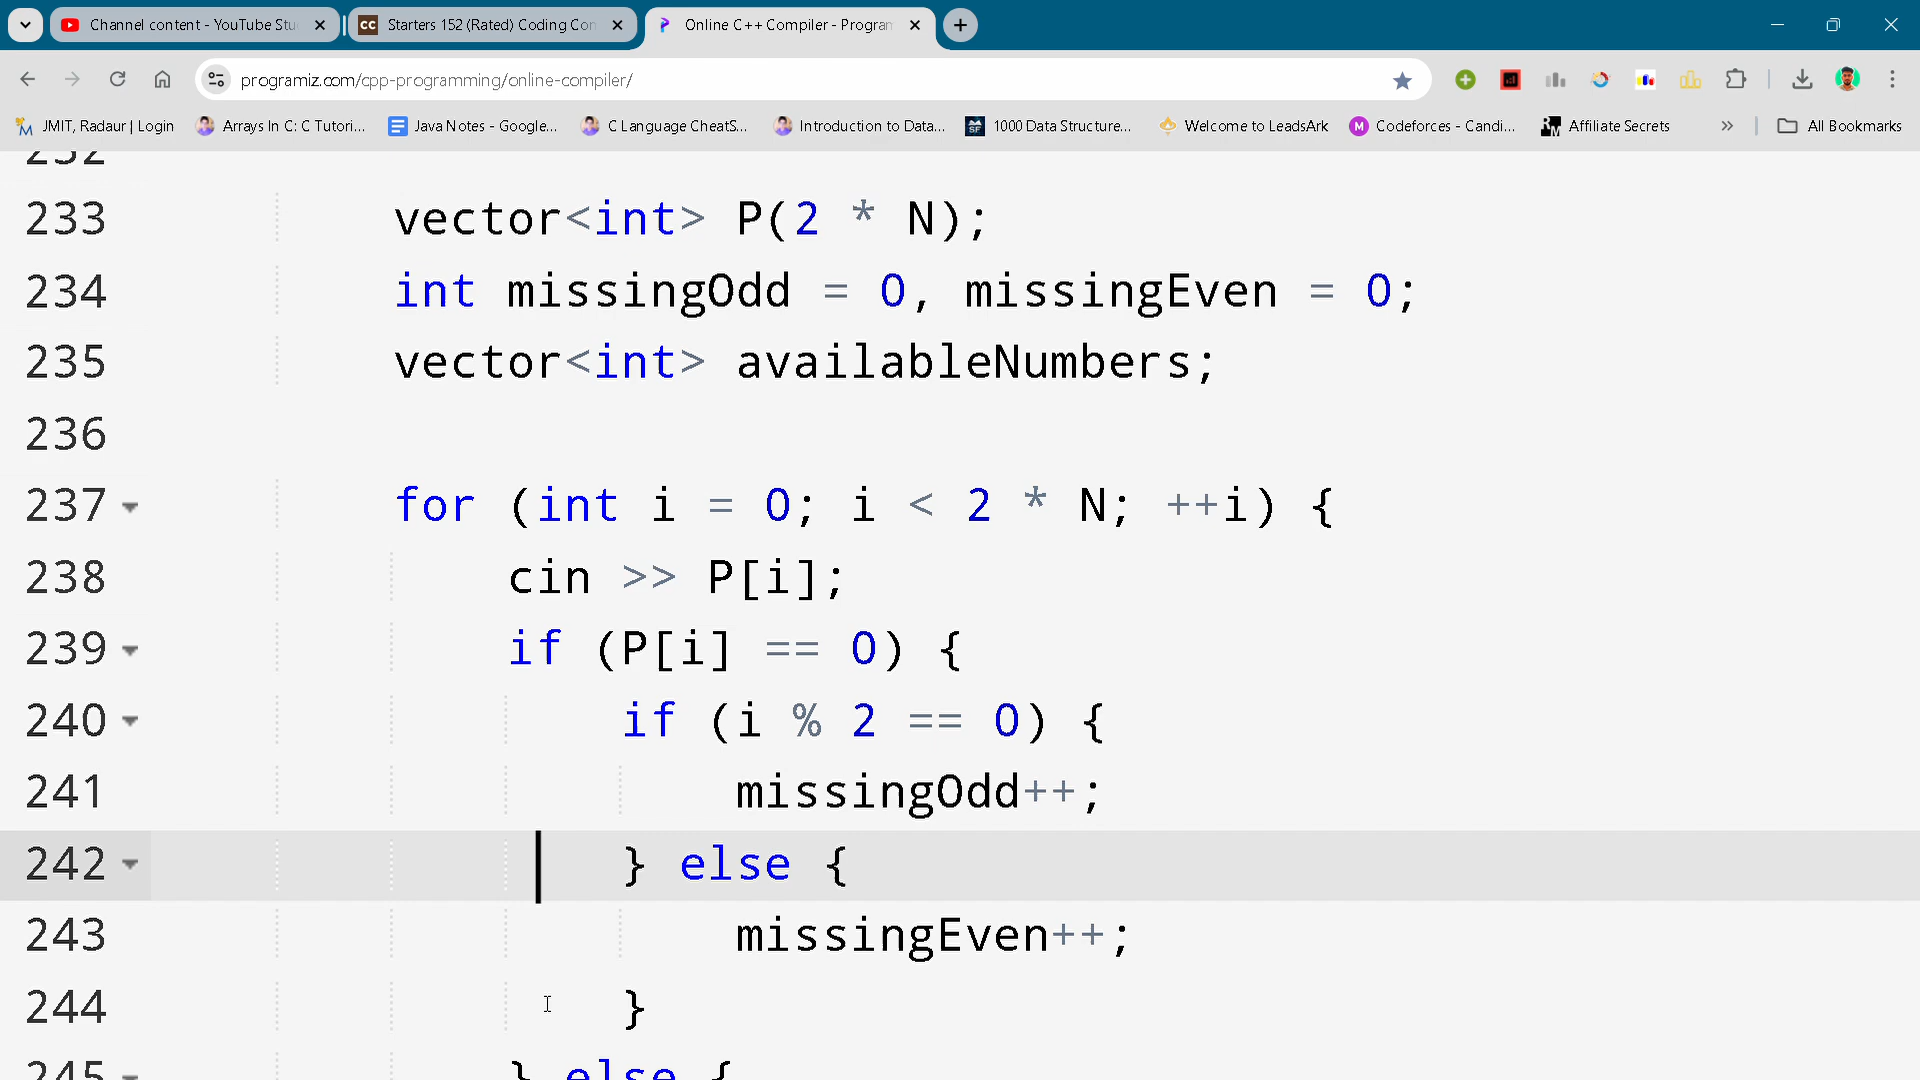 Channel content - YouTube Stu
Starters 152 (Rated) Coding Con
Online C++ Compiler - Program
programiz.com/cpp-programming/online-compiler/
JMIT, Radaur | Login
Arrays In C: C Tutori...
Java Notes - Google...
C Language CheatS...
Introduction to Data...
1000 Data Structure...
Welcome to LeadsArk
Codeforces - Candi...
Affiliate Secrets
All Bookmarks
232
233 vector<int> P(2 * N);
234 int missingOdd = 0, missingEven = 0;
235 vector<int> availableNumbers;
236
237 for (int i = 0; i < 2 * N; ++i) {
238 cin >> P[i];
239 if (P[i] == 0) {
240 if (i % 2 == 0) {
241 missingOdd++;
242 } else {
243 missingEven++;
244 }
245 } else {